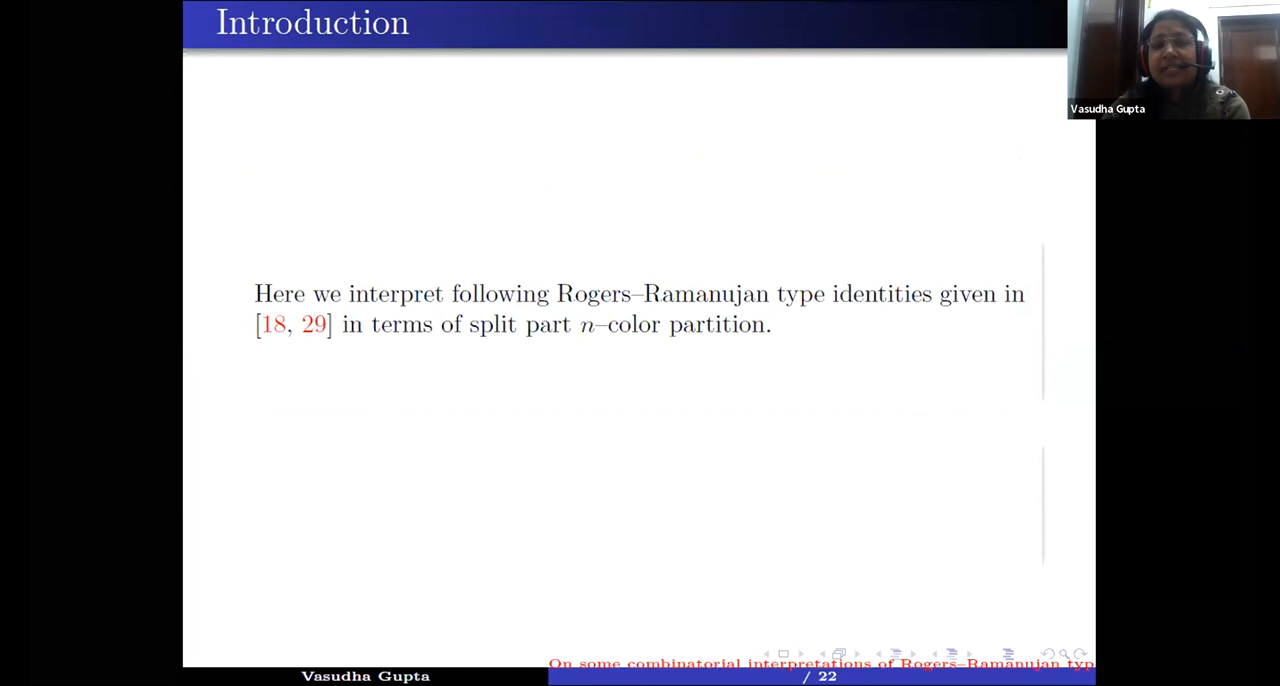 Introduction
Vasudha Gupta
Here we interpret following Rogers–Ramanujan type identities given in
[18, 29] in terms of split part n–color partition.
On some combinatorial interpretations of Rogers–Ramanujan typ
Vasudha Gupta
/ 22